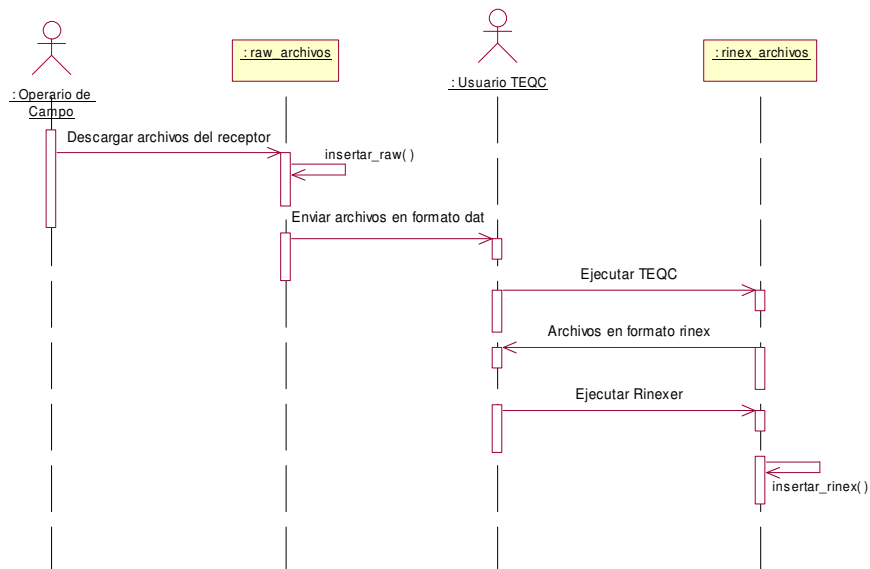 : raw_archivos
: rinex_archivos
: Operario de
Campo
: Usuario TEQC
Descargar archivos del receptor
insertar_raw( )
Enviar archivos en formato dat
Ejecutar TEQC
Archivos en formato rinex
Ejecutar Rinexer
insertar_rinex( )